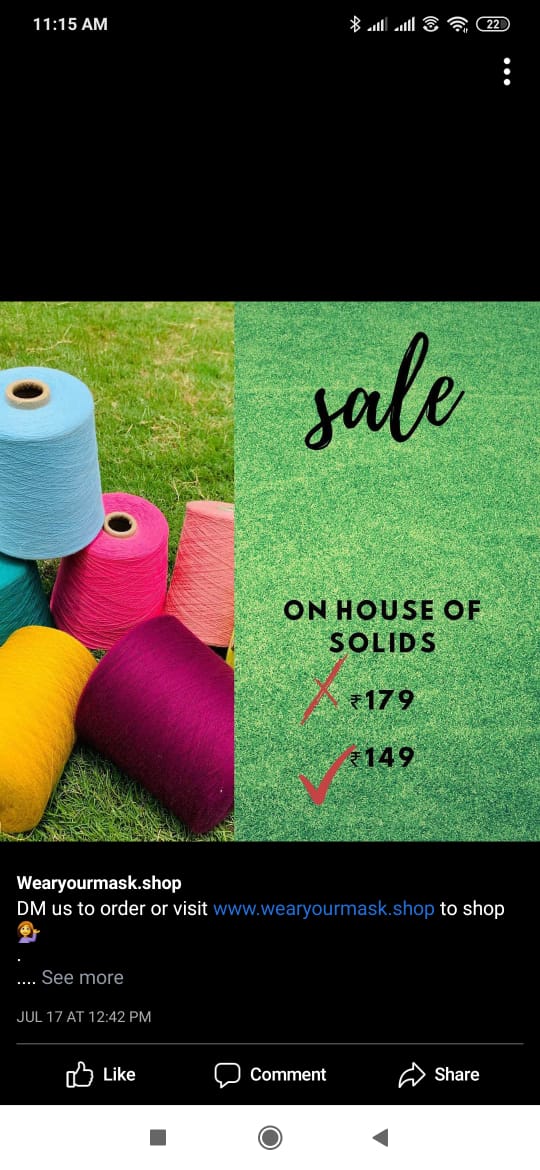 11:15 AM
22
sale
ON HOUSE OF
SOLIDS
₹179
₹149
Wearyourmask.shop
DM us to order or visit www.wearyourmask.shop to shop
💁‍♀️
.
.... See more
JUL 17 AT 12:42 PM
Like Comment Share